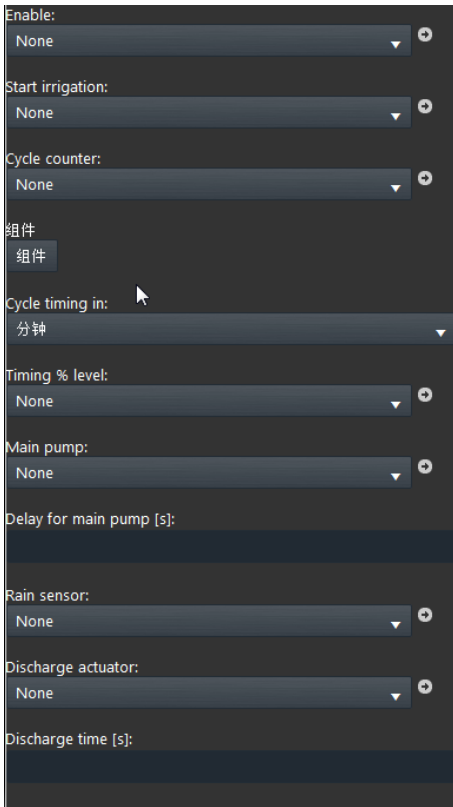 Enable:
None
Start irrigation:
None
Cycle counter:
None
组件
组件
Cycle timing in:
分钟
Timing % level:
None
Main pump:
None
Delay for main pump [s]:
Rain sensor:
None
Discharge actuator:
None
Discharge time [s]: